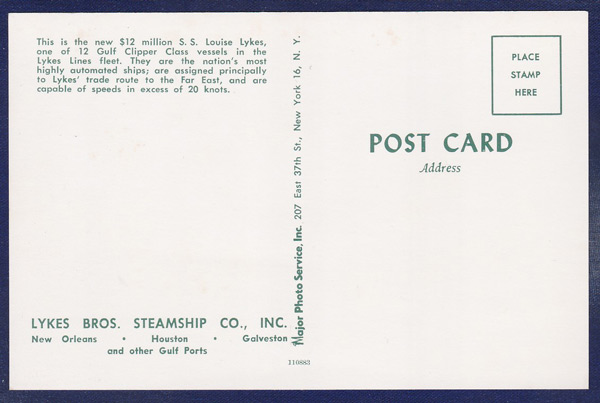 This is the new $12 million S. S. Louise Lykes,
one of 12 Gulf Clipper Class vessels in the
Lykes Lines fleet. They are the nation's most
highly automated ships; are assigned principally
to Lykes' trade route to the Far East, and are
capable of speeds in excess of 20 knots.
LYKES BROS. STEAMSHIP CO., INC.
New Orleans • Houston • Galveston
and other Gulf Ports
Major Photo Service, Inc. 207 East 37th St., New York 16, N. Y.
110883
PLACE
STAMP
HERE
POST CARD
Address